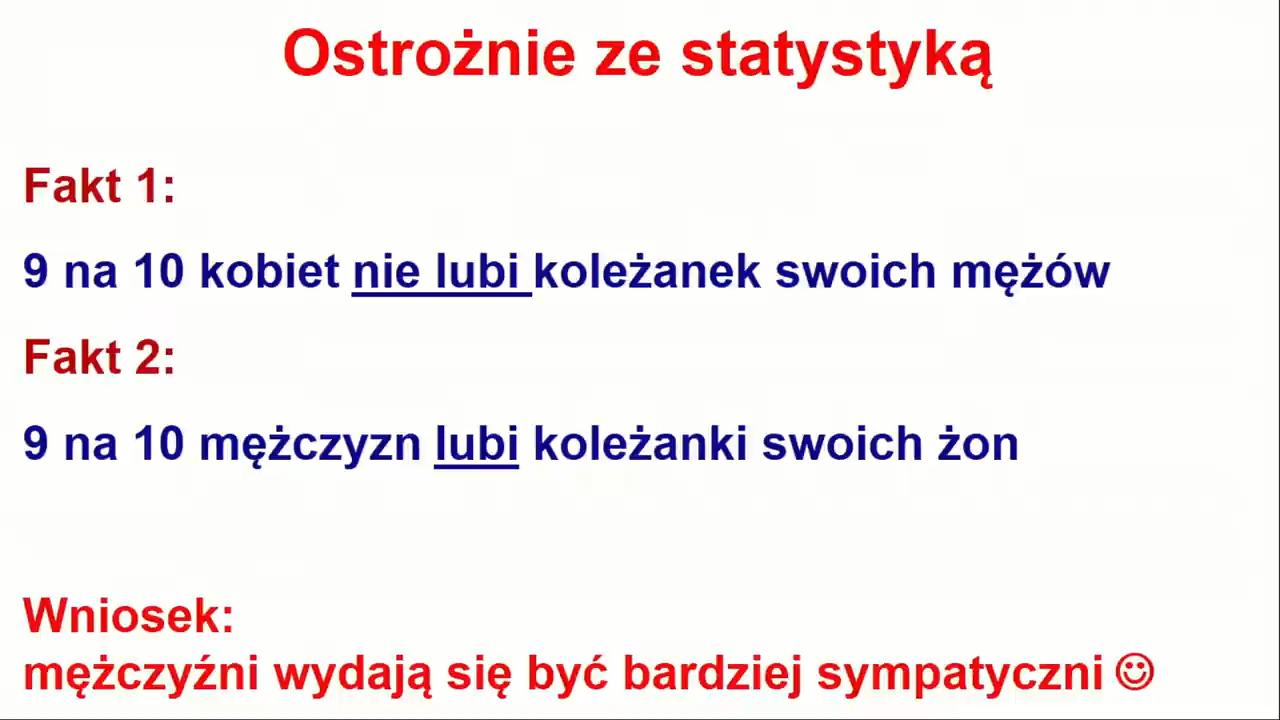 Ostrożnie ze statystyką
Fakt 1:
9 na 10 kobiet nie lubi koleżanek swoich mężów
Fakt 2:
9 na 10 mężczyzn lubi koleżanki swoich żon
Wniosek:
mężczyźni wydają się być bardziej sympatyczni ☺